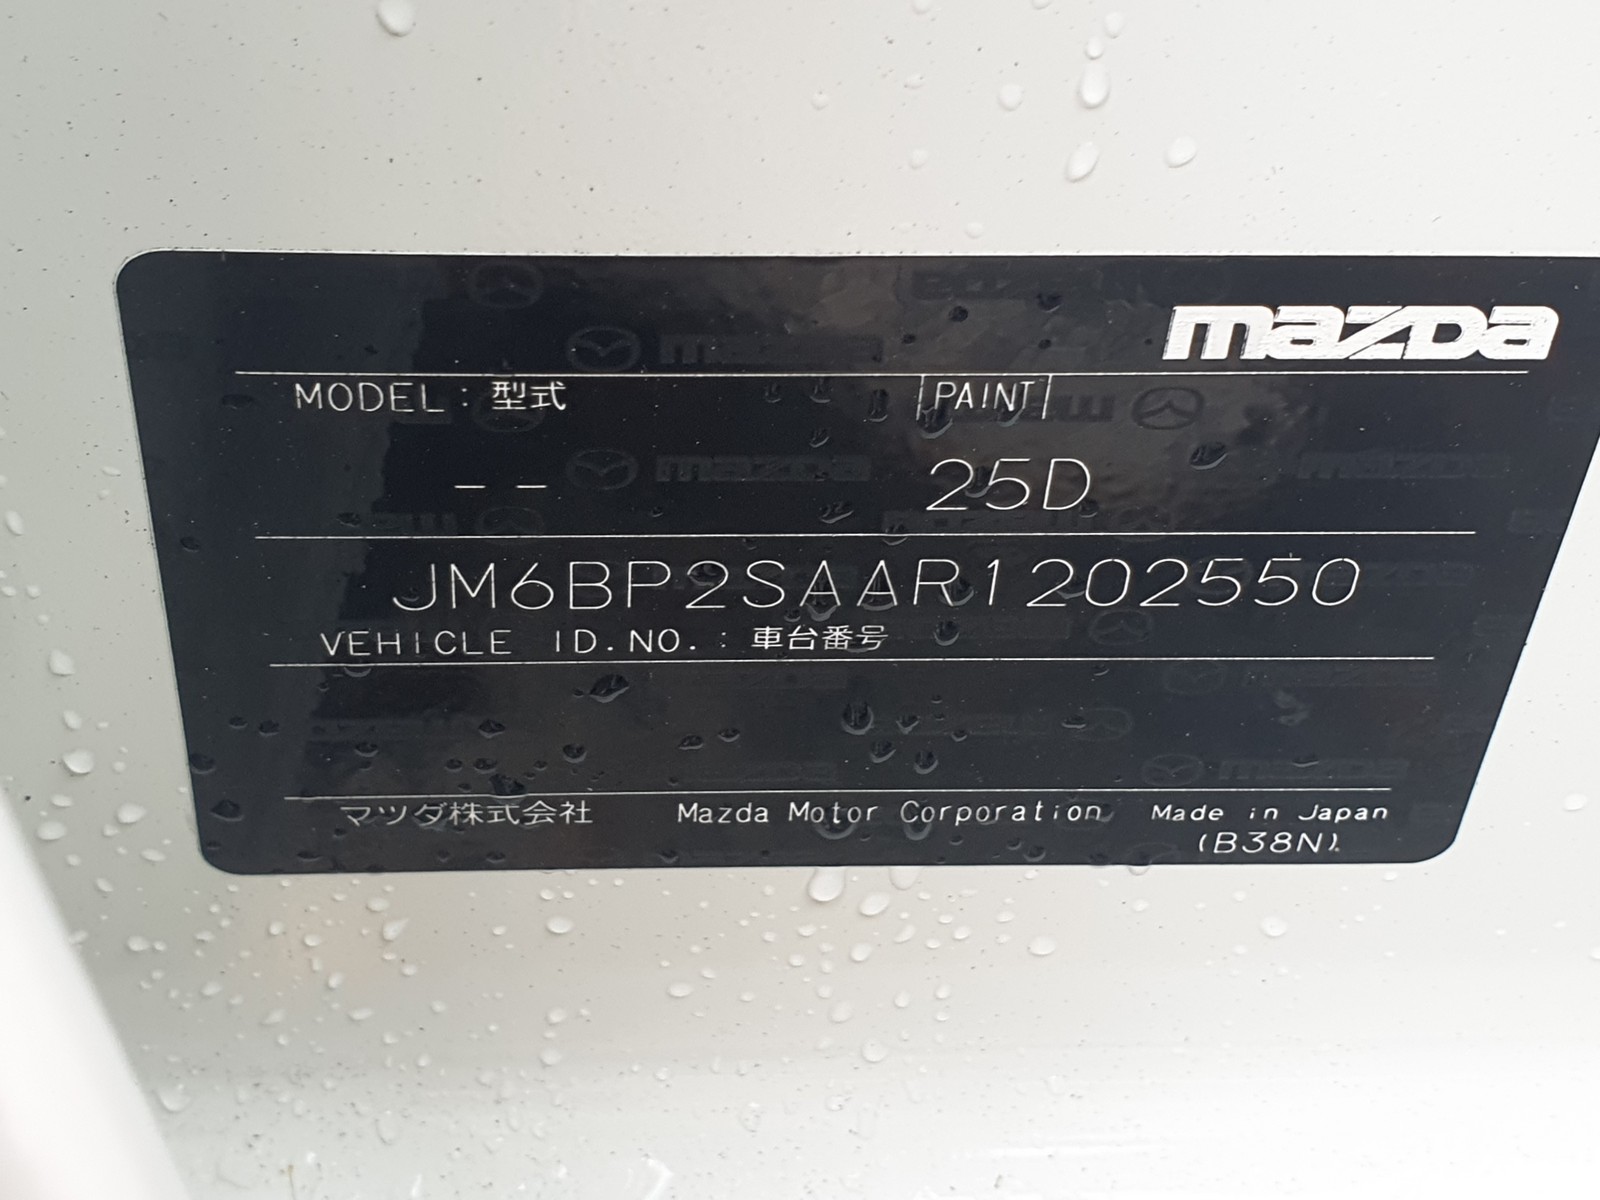 mazda
MODEL : 型式
PAINT
-- 
25D
JM6BP2SAAR1202550
VEHICLE ID.NO. : 車台番号
マツダ株式会社 Mazda Motor Corporation Made in Japan
(B38N).